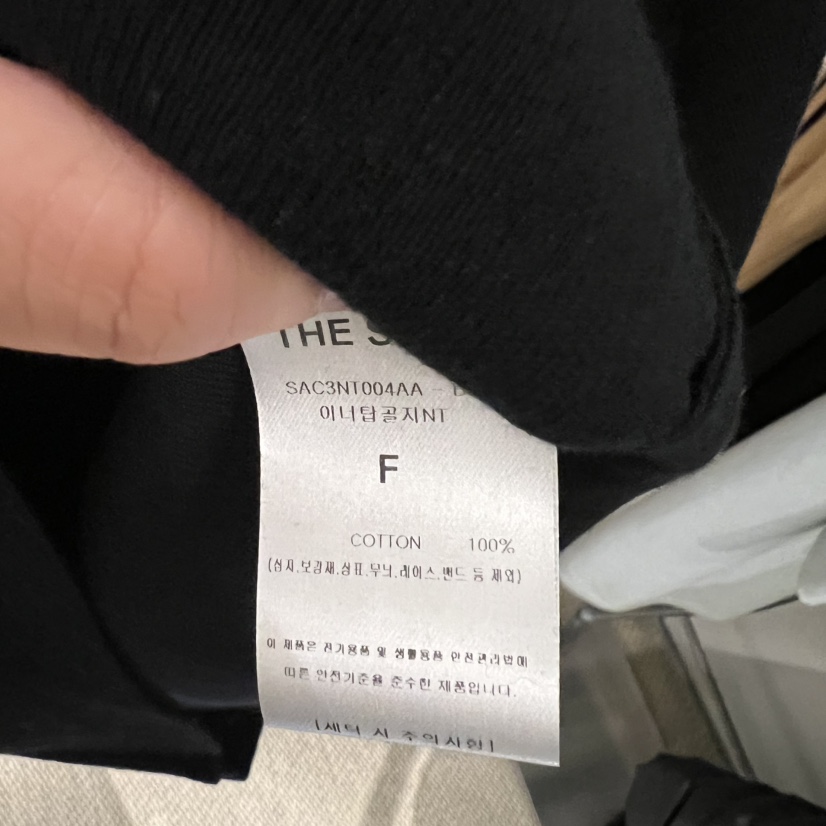 THE S
SAC3NT004AA -
이너탑골지NT
F
COTTON 100%
(심지.보강재.상표.무늬.레이스.밴드 등 제외)
이 제품은 전기용품 및 생활용품 안전관리법에
따른 안전기준을 준수한 제품입니다.
[세탁 시 주의사항]